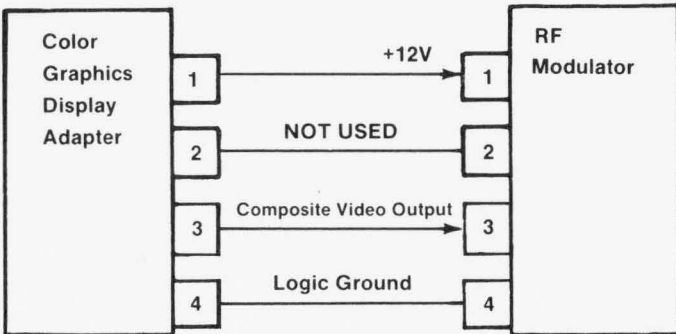 Color
Graphics
Display
Adapter
RF
Modulator
1 +12V 1
2 NOT USED 2
3 Composite Video Output 3
4 Logic Ground 4